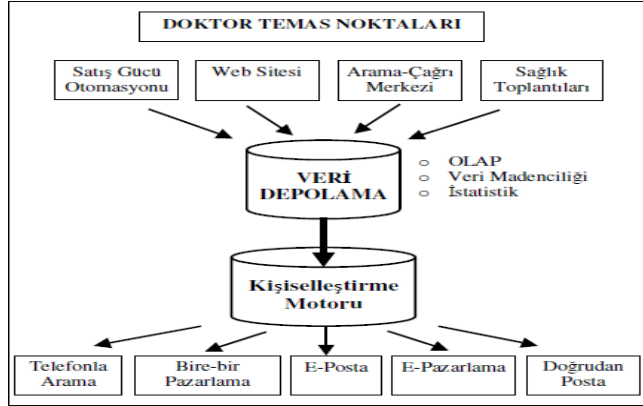 DOKTOR TEMAS NOKTALARI
Satış Gücü
Otomasyonu
Web Sitesi
Arama-Çağrı
Merkezi
Sağlık
Toplantıları
VERİ
DEPOLAMA
o OLAP
o Veri Madenciliği
o İstatistik
Kişiselleştirme
Motoru
Telefonla
Arama
Bire-bir
Pazarlama
E-Posta
E-Pazarlama
Doğrudan
Posta